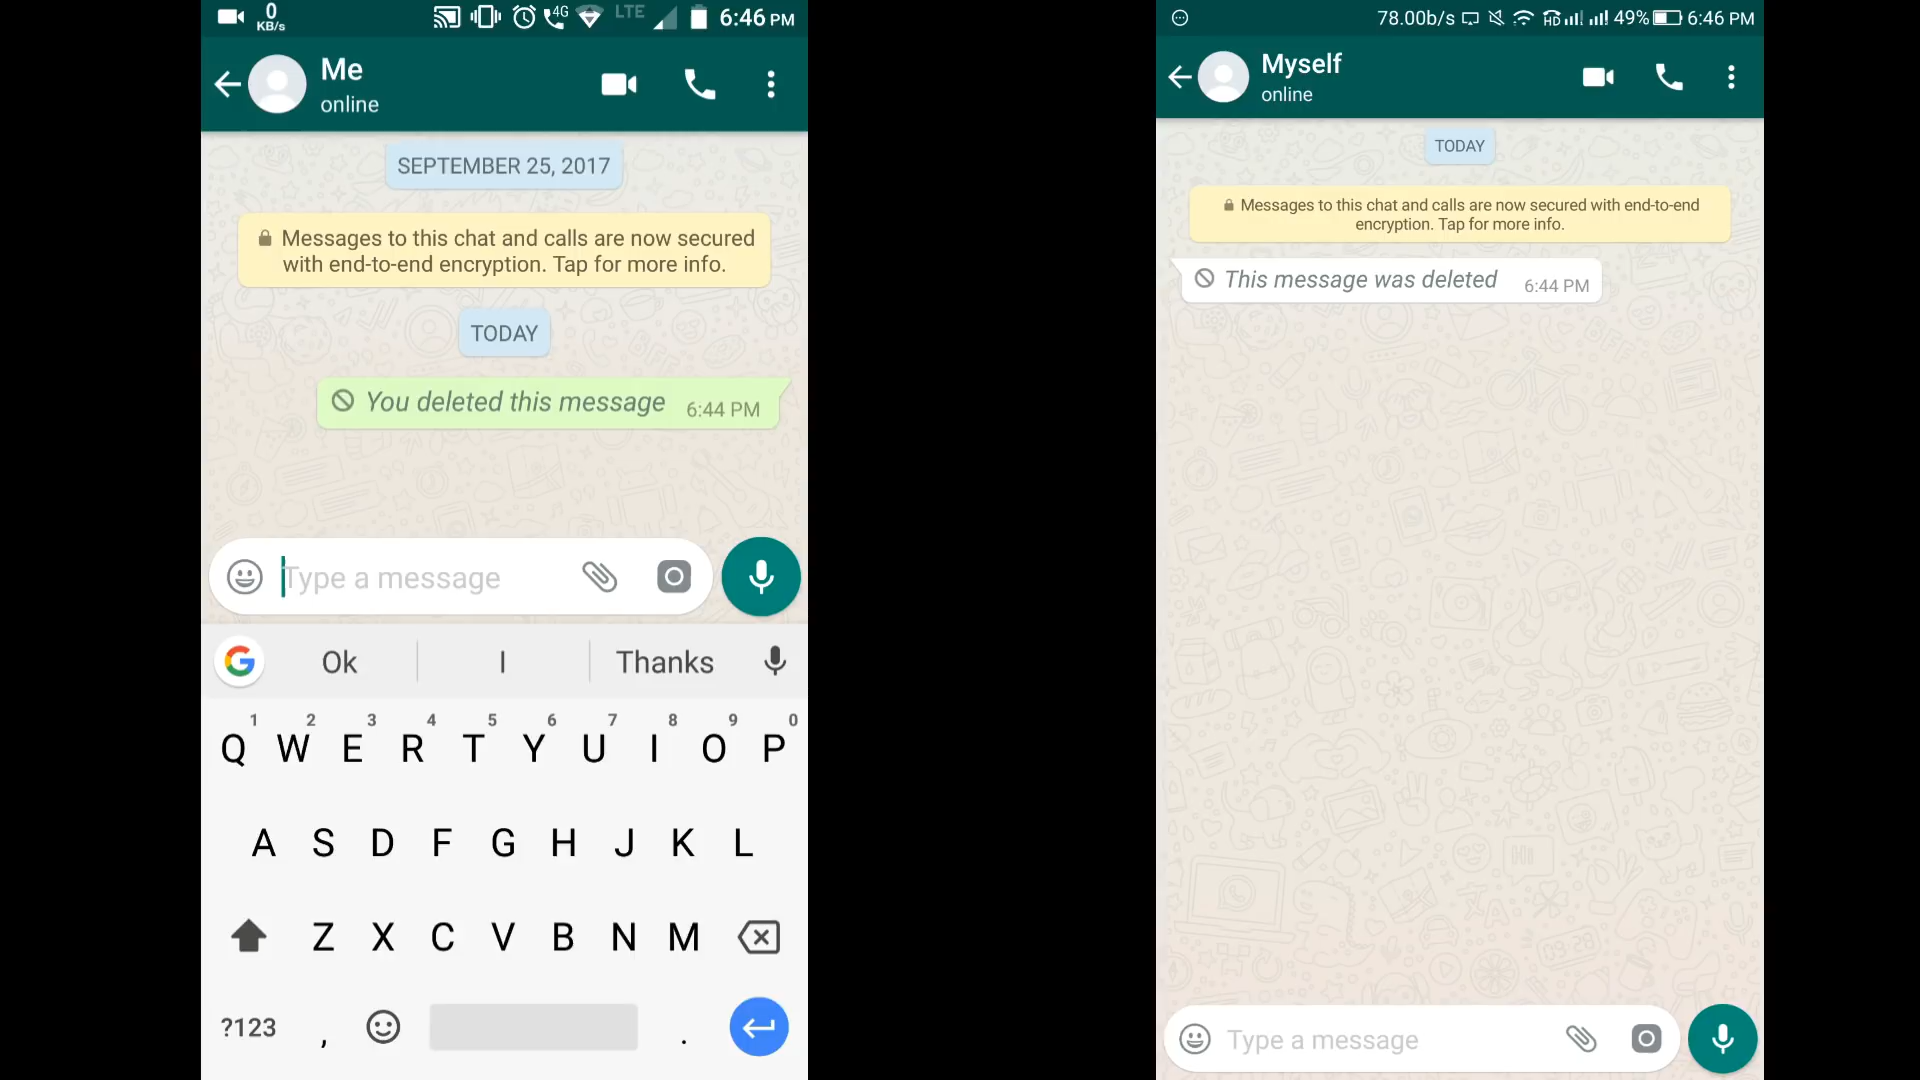 0
KB/s
4G
LTE
6:46 PM
Me
online
SEPTEMBER 25, 2017
Messages to this chat and calls are now secured
with end-to-end encryption. Tap for more info.
TODAY
You deleted this message 6:44 PM
Type a message
G
Ok
I
Thanks
1 2 3 4 5 6 7 8 9 0
Q W E R T Y U I O P
A S D F G H J K L
Z X C V B N M
?123 , .
78.00b/s HD 49% 6:46 PM
Myself
online
TODAY
Messages to this chat and calls are now secured with end-to-end
encryption. Tap for more info.
This message was deleted 6:44 PM
Type a message